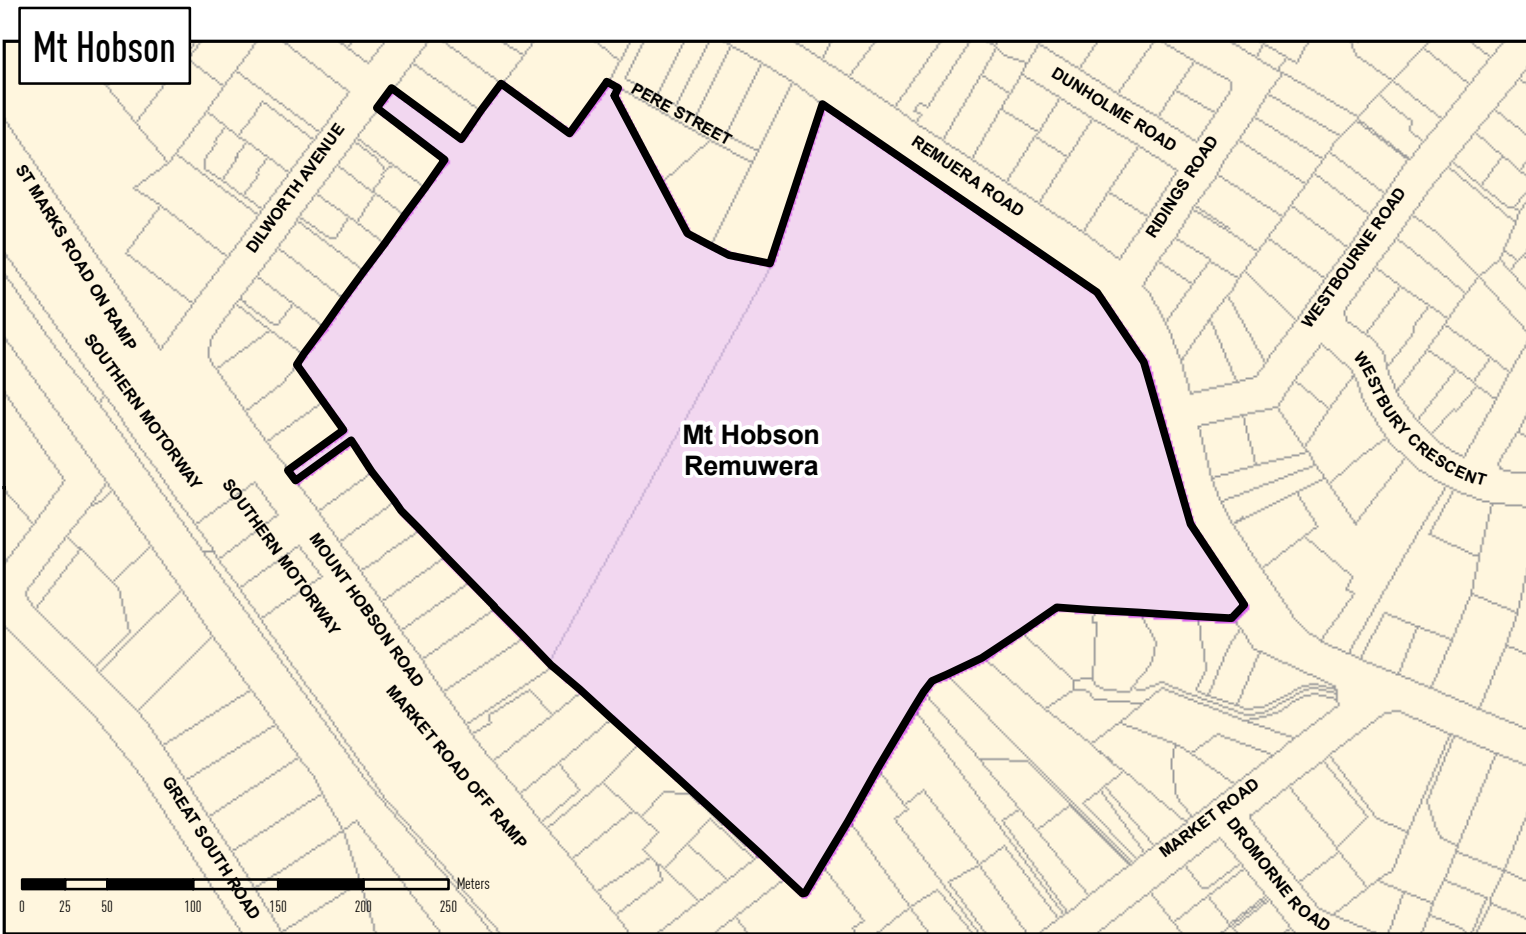 Mt Hobson
PERE STREET
DUNHOLME ROAD
REMUERA ROAD
RIDINGS ROAD
DILWORTH AVENUE
ST MARKS ROAD ON RAMP
WESTBOURNE ROAD
SOUTHERN MOTORWAY
WESTBURY CRESCENT
Mt Hobson
Remuwera
SOUTHERN MOTORWAY
MOUNT HOBSON ROAD
MARKET ROAD OFF RAMP
GREAT SOUTH ROAD
MARKET ROAD
DROMORNE ROAD
Meters
0 25 50 100 150 200 250